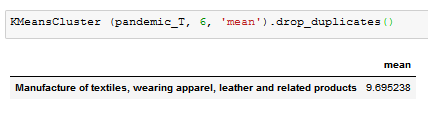 KMeansCluster (pandemic_T, 6, 'mean').drop_duplicates()
mean
Manufacture of textiles, wearing apparel, leather and related products 9.695238